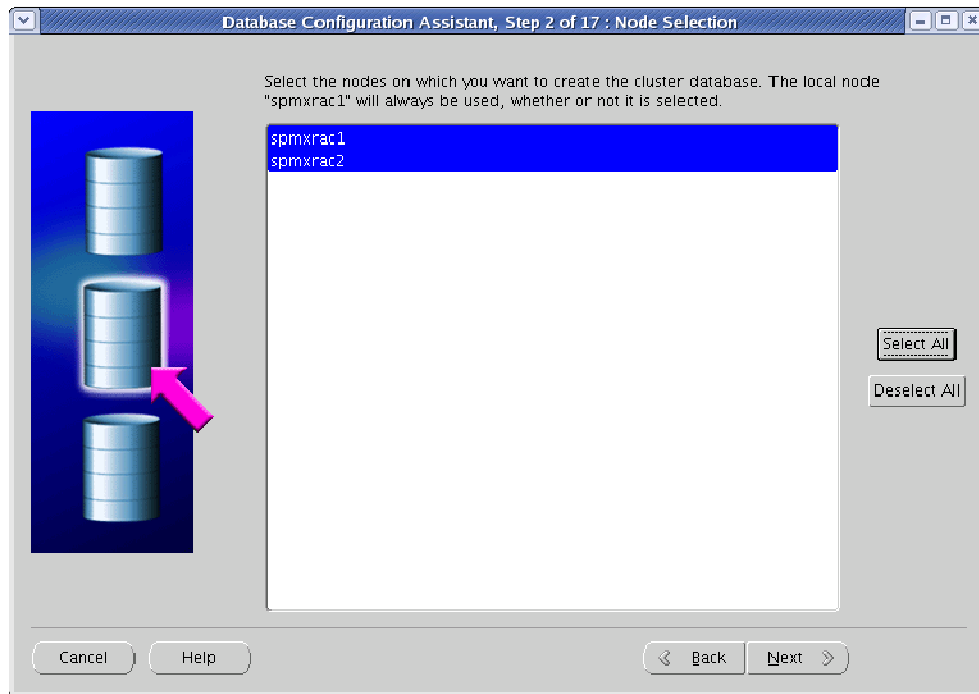 Database Configuration Assistant, Step 2 of 17 : Node Selection
Select the nodes on which you want to create the cluster database. The local node
"spmxrac1" will always be used, whether or not it is selected.
spmxrac1
spmxrac2
Select All
Deselect All
Cancel Help Back Next